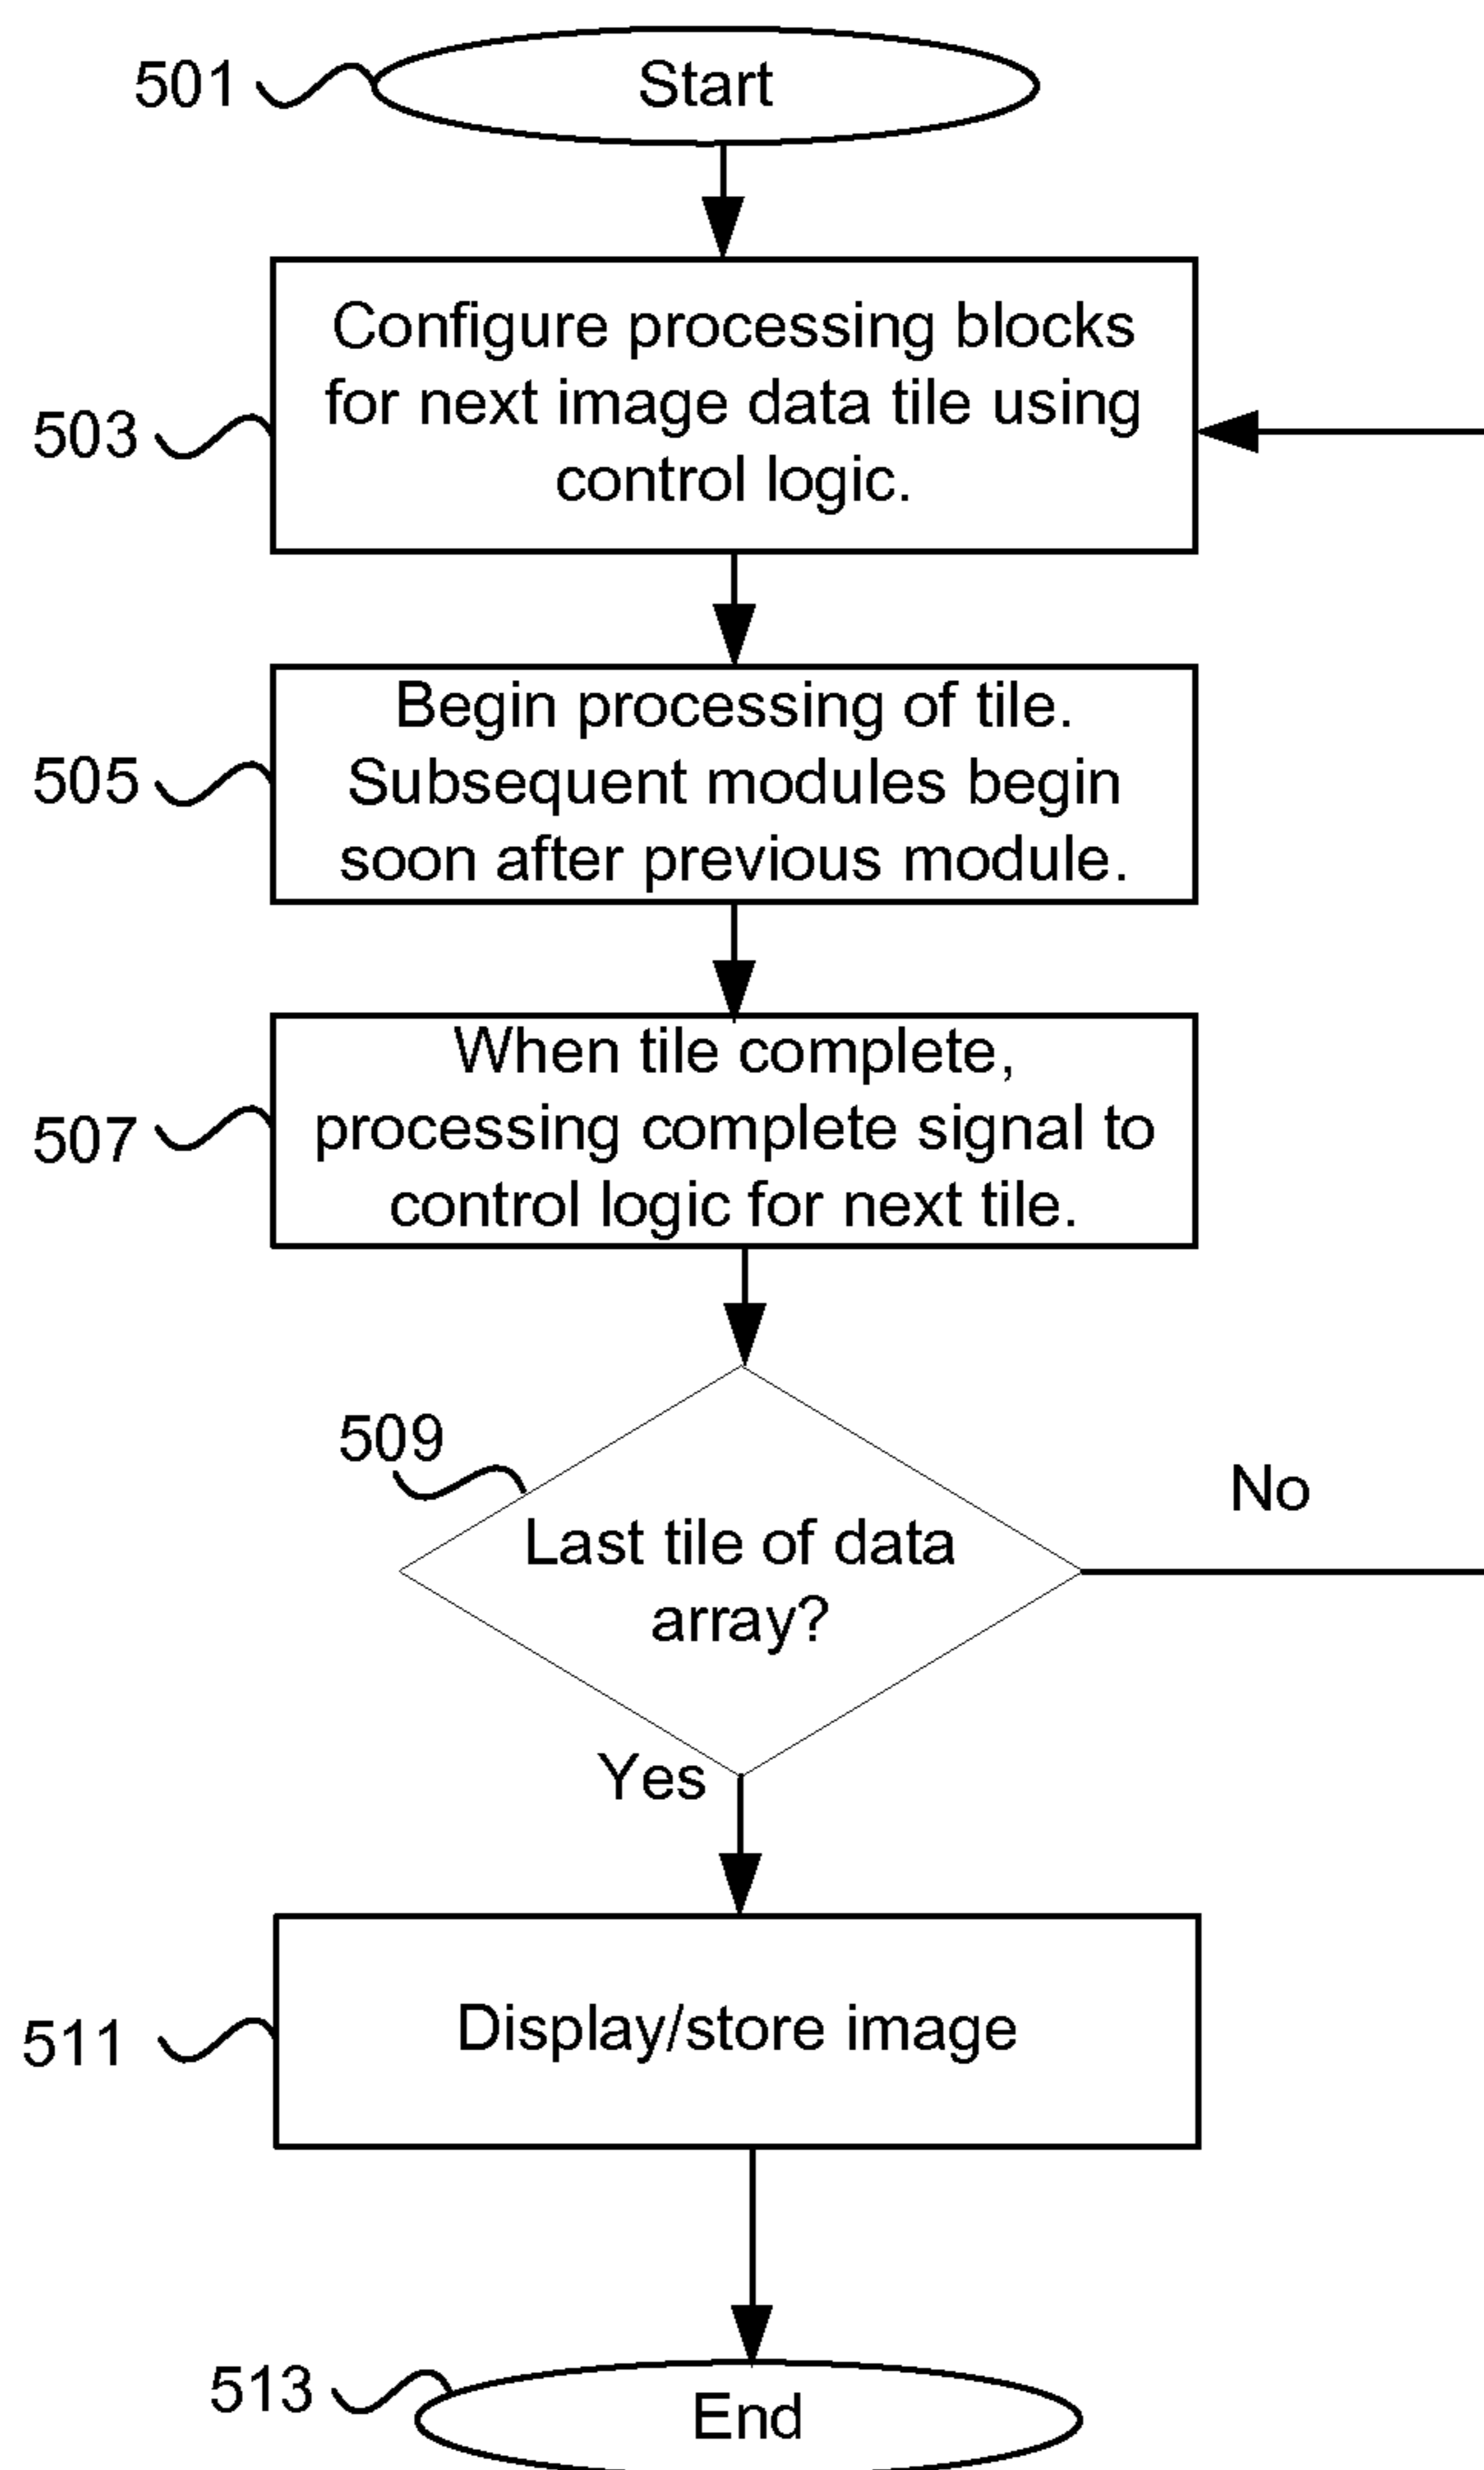 501
Start
Configure processing blocks
for next image data tile using
control logic.
503
Begin processing of tile.
Subsequent modules begin
soon after previous module.
505
When tile complete,
processing complete signal to
control logic for next tile.
507
509
Last tile of data
array?
No
Yes
Display/store image
511
513
End